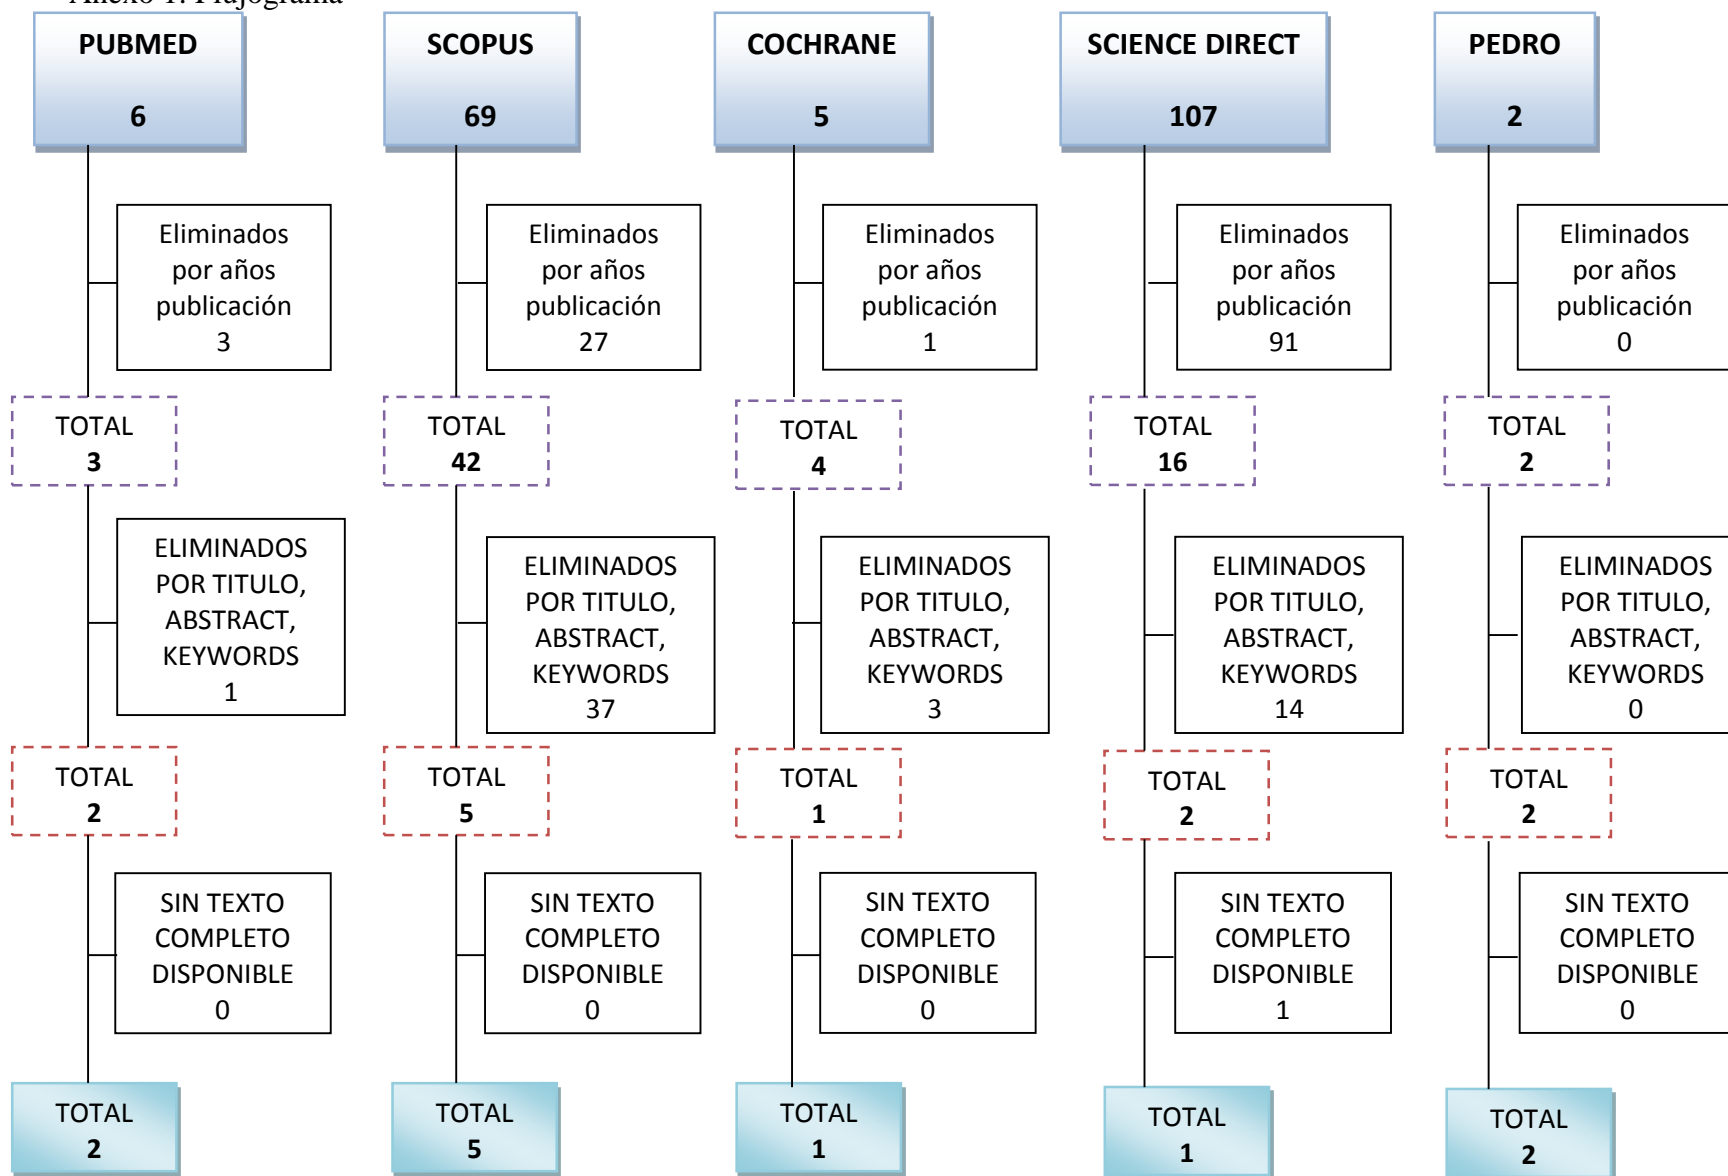 Anexo 1. Flujograma
PUBMED
6
SCOPUS
69
COCHRANE
5
SCIENCE DIRECT
107
PEDRO
2
Eliminados
por años
publicación
3
Eliminados
por años
publicación
27
Eliminados
por años
publicación
1
Eliminados
por años
publicación
91
Eliminados
por años
publicación
0
TOTAL
3
TOTAL
42
TOTAL
4
TOTAL
16
TOTAL
2
ELIMINADOS
POR TITULO,
ABSTRACT,
KEYWORDS
1
ELIMINADOS
POR TITULO,
ABSTRACT,
KEYWORDS
37
ELIMINADOS
POR TITULO,
ABSTRACT,
KEYWORDS
3
ELIMINADOS
POR TITULO,
ABSTRACT,
KEYWORDS
14
ELIMINADOS
POR TITULO,
ABSTRACT,
KEYWORDS
0
TOTAL
2
TOTAL
5
TOTAL
1
TOTAL
2
TOTAL
2
SIN TEXTO
COMPLETO
DISPONIBLE
0
SIN TEXTO
COMPLETO
DISPONIBLE
0
SIN TEXTO
COMPLETO
DISPONIBLE
0
SIN TEXTO
COMPLETO
DISPONIBLE
1
SIN TEXTO
COMPLETO
DISPONIBLE
0
TOTAL
2
TOTAL
5
TOTAL
1
TOTAL
1
TOTAL
2